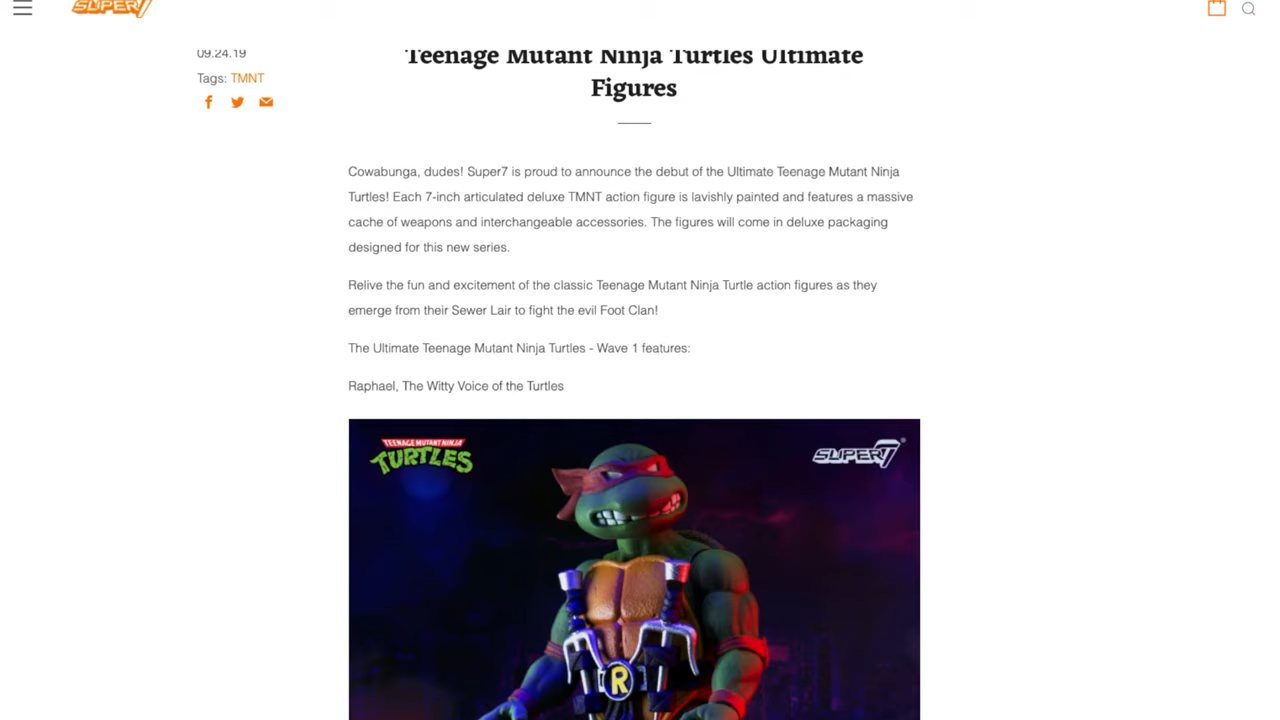 SUPER7
09.24.19
Tags: TMNT
Teenage Mutant Ninja Turtles Ultimate
Figures
Cowabunga, dudes! Super7 is proud to announce the debut of the Ultimate Teenage Mutant Ninja
Turtles! Each 7-inch articulated deluxe TMNT action figure is lavishly painted and features a massive
cache of weapons and interchangeable accessories. The figures will come in deluxe packaging
designed for this new series.
Relive the fun and excitement of the classic Teenage Mutant Ninja Turtle action figures as they
emerge from their Sewer Lair to fight the evil Foot Clan!
The Ultimate Teenage Mutant Ninja Turtles - Wave 1 features:
Raphael, The Witty Voice of the Turtles
TEENAGE MUTANT NINJA
TURTLES
SUPER7®
R